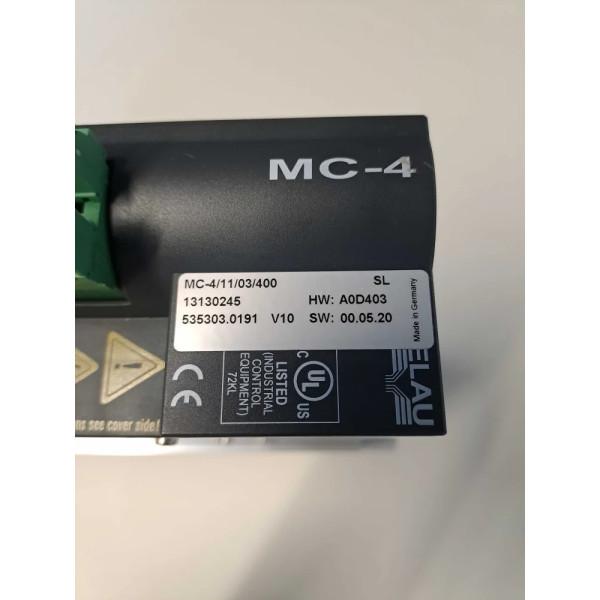 MC-4
MC-4/11/03/400 SL
13130245 HW: A0D403
535303.0191 V10 SW: 00.05.20
Made in Germany
C UL US
LISTED
(INDUSTRIAL
CONTROL
EQUIPMENT)
72KL
ELAU
CE
ns see cover side!